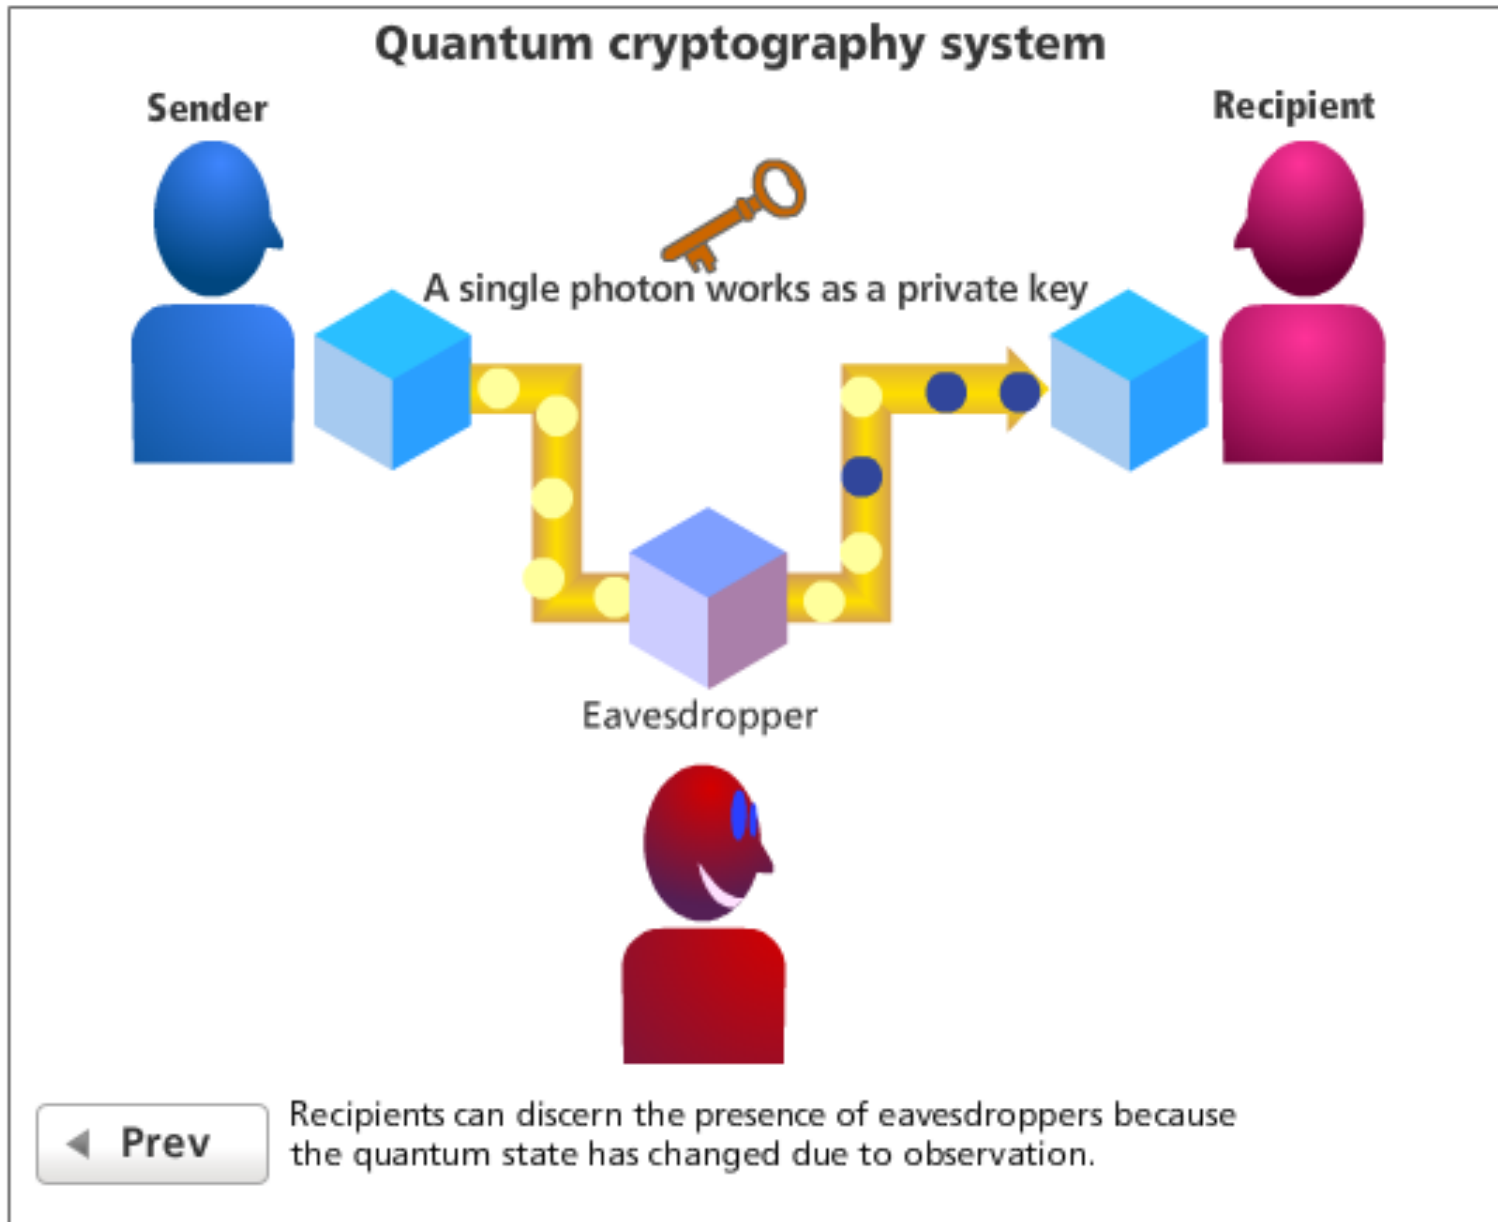 Quantum cryptography system
Sender
Recipient
A single photon works as a private key
Eavesdropper
Prev
Recipients can discern the presence of eavesdroppers because
the quantum state has changed due to observation.